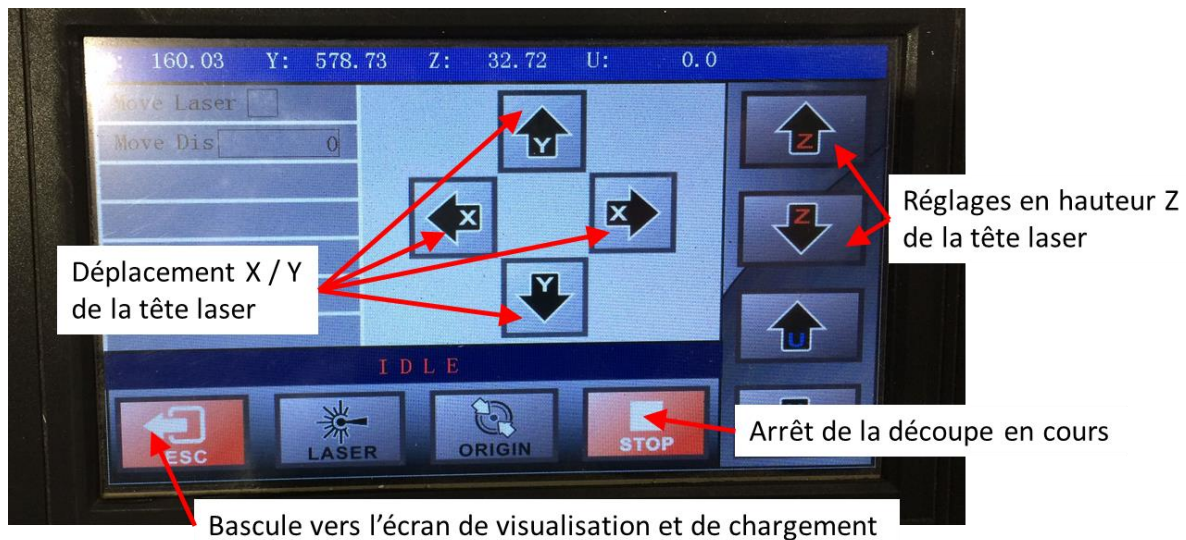 160.03 Y: 578.73 Z: 32.72 U: 0.0
Move Laser
Move Dis 0
Y
Z
X X
Z
Réglages en hauteur Z
de la tête laser
Déplacement X / Y
de la tête laser
Y
U
IDLE
ESC
LASER
ORIGIN
STOP
Arrêt de la découpe en cours
Bascule vers l'écran de visualisation et de chargement